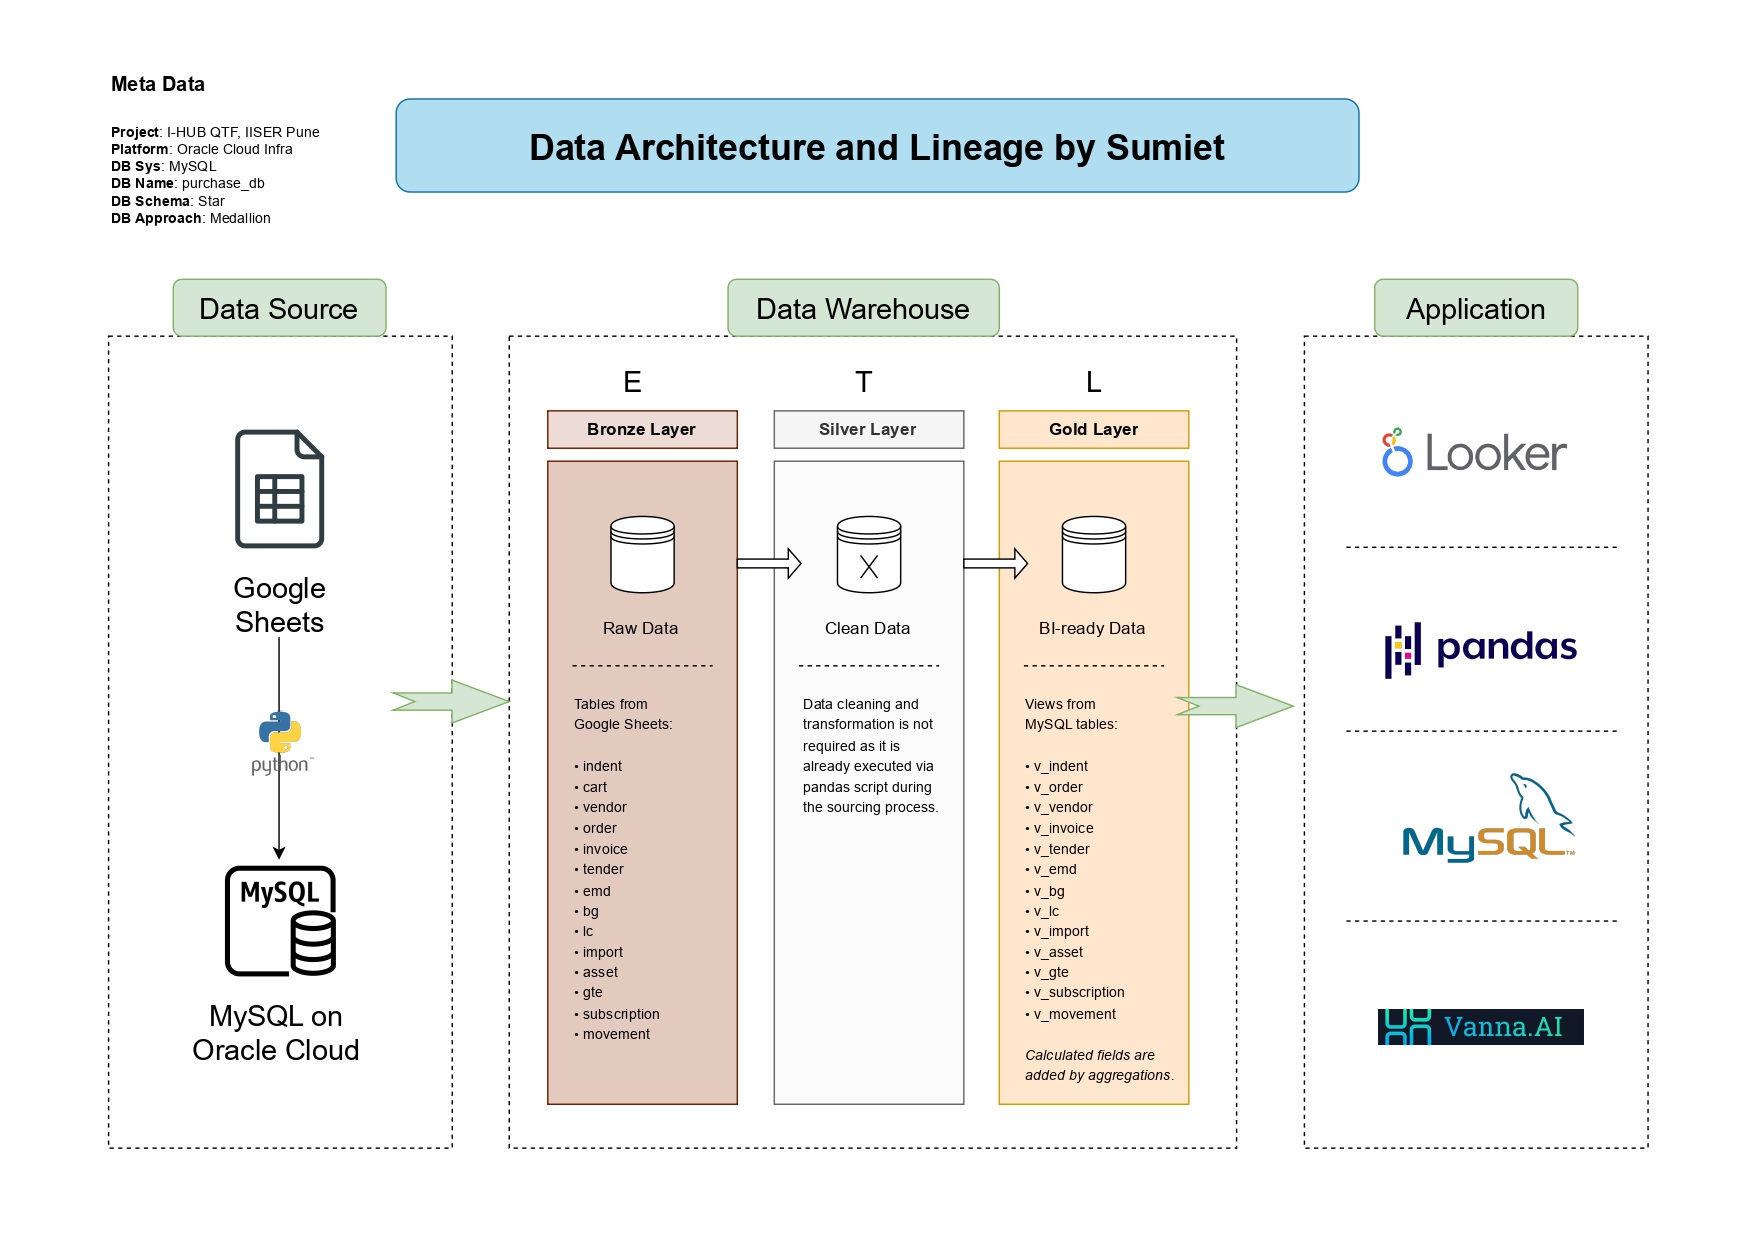 Meta Data
Project: I-HUB QTF, IISER Pune
Platform: Oracle Cloud Infra
DB Sys: MySQL
DB Name: purchase_db
DB Schema: Star
DB Approach: Medallion
Data Architecture and Lineage by Sumiet
Data Source
Google
Sheets
python™
MySQL
MySQL on
Oracle Cloud
Data Warehouse
E
Bronze Layer
Raw Data
Tables from
Google Sheets:
• indent
• cart
• vendor
• order
• invoice
• tender
• emd
• bg
• lc
• import
• asset
• gte
• subscription
• movement
T
Silver Layer
X
Clean Data
Data cleaning and
transformation is not
required as it is
already executed via
pandas script during
the sourcing process.
L
Gold Layer
BI-ready Data
Views from
MySQL tables:
• v_indent
• v_order
• v_vendor
• v_invoice
• v_tender
• v_emd
• v_bg
• v_lc
• v_import
• v_asset
• v_gte
• v_subscription
• v_movement
Calculated fields are
added by aggregations.
Application
Looker
pandas
MySQL™
Vanna.AI